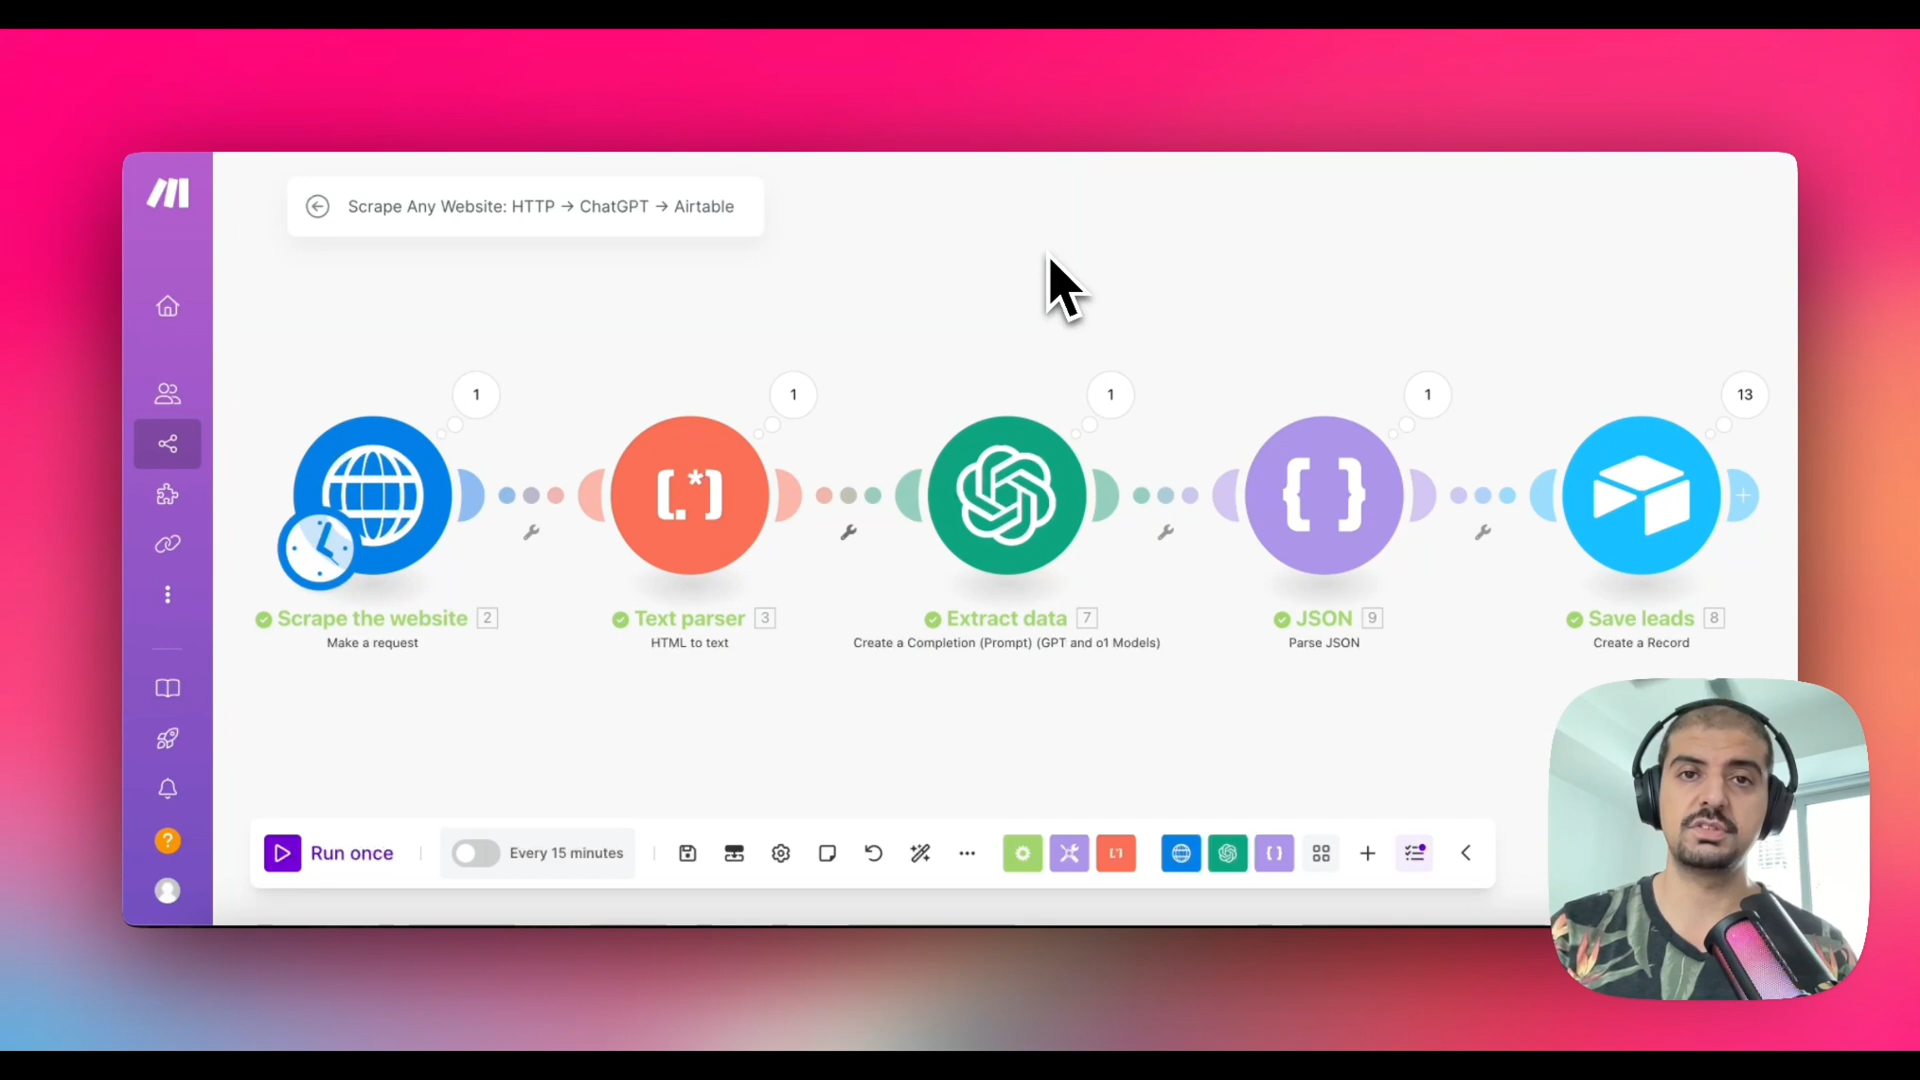 Scrape Any Website: HTTP → ChatGPT → Airtable
1
1
1
1
13
Scrape the website 2
Make a request
Text parser 3
HTML to text
Extract data 7
Create a Completion (Prompt) (GPT and o1 Models)
JSON 9
Parse JSON
Save leads 8
Create a Record
?
Run once
Every 15 minutes